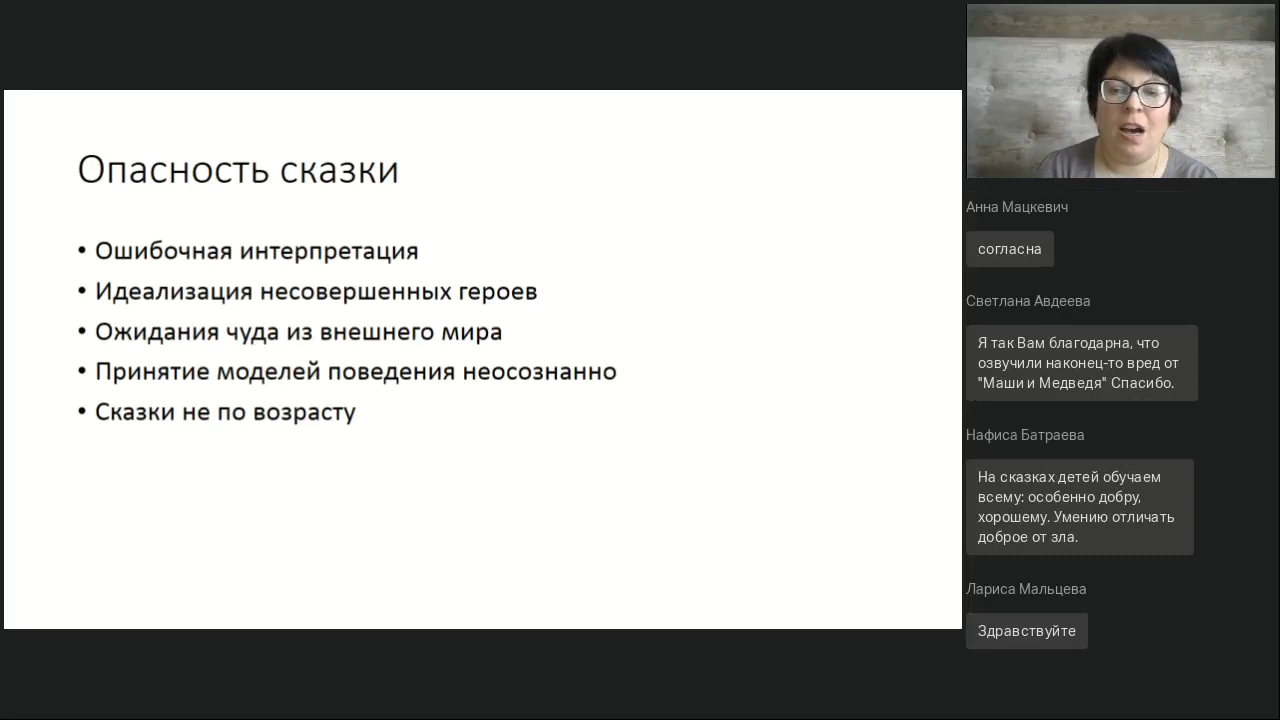 Опасность сказки
• Ошибочная интерпретация
• Идеализация несовершенных героев
• Ожидания чуда из внешнего мира
• Принятие моделей поведения неосознанно
• Сказки не по возрасту
Анна Мацкевич
согласна
Светлана Авдеева
Я так Вам благодарна, что
озвучили наконец-то вред от
"Маши и Медведя" Спасибо.
Нафиса Батраева
На сказках детей обучаем
всему: особенно добру,
хорошему. Умению отличать
доброе от зла.
Лариса Мальцева
Здравствуйте